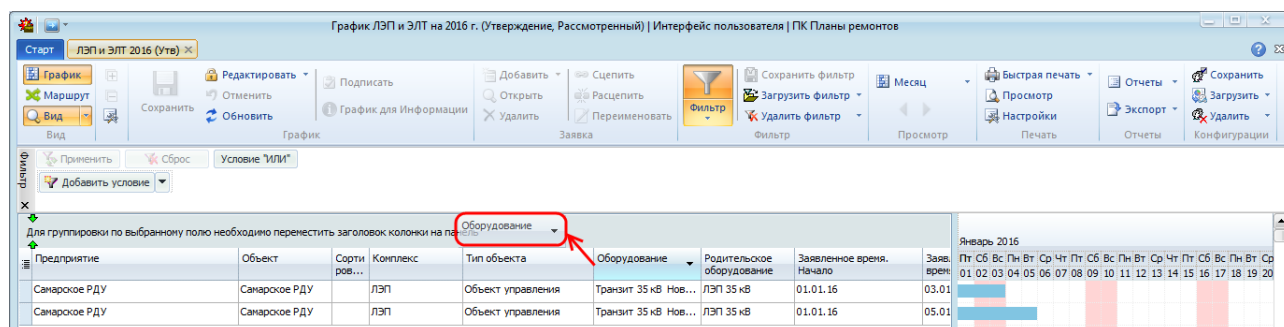 График ЛЭП и ЭЛТ на 2016 г. (Утверждение, Рассмотренный) | Интерфейс пользователя | ПК Планы ремонтов
Старт ЛЭП и ЭЛТ 2016 (Утв)
График Редактировать Подписать Добавить Сцепить Сохранить фильтр Месяц Быстрая печать Отчеты Сохранить
Маршрут Сохранить Отменить Открыть Расцепить Фильтр Загрузить фильтр Просмотр Загрузить
Вид Обновить График для Информации Удалить Переименовать Удалить фильтр Настройки Экспорт Удалить
Вид График Заявка Фильтр Просмотр Печать Отчеты Конфигурации
Фильтр
Применить Сброс Условие "ИЛИ"
Добавить условие
Для группировки по выбранному полю необходимо переместить заголовок колонки на
Оборудование
Январь 2016
Предприятие Объект Сорти Комплекс Тип объекта Оборудование Родительское Заявленное время. Заявл
ров... оборудование Начало врем
Пт Сб Вс Пн Вт Ср Чт Пт Сб Вс Пн Вт Ср Чт Пт Сб Вс Пн Вт Ср
01 02 03 04 05 06 07 08 09 10 11 12 13 14 15 16 17 18 19 20
Самарское РДУ Самарское РДУ ЛЭП Объект управления Транзит 35 кВ Нов... ЛЭП 35 кВ 01.01.16 03.01
Самарское РДУ Самарское РДУ ЛЭП Объект управления Транзит 35 кВ Нов... ЛЭП 35 кВ 01.01.16 05.01